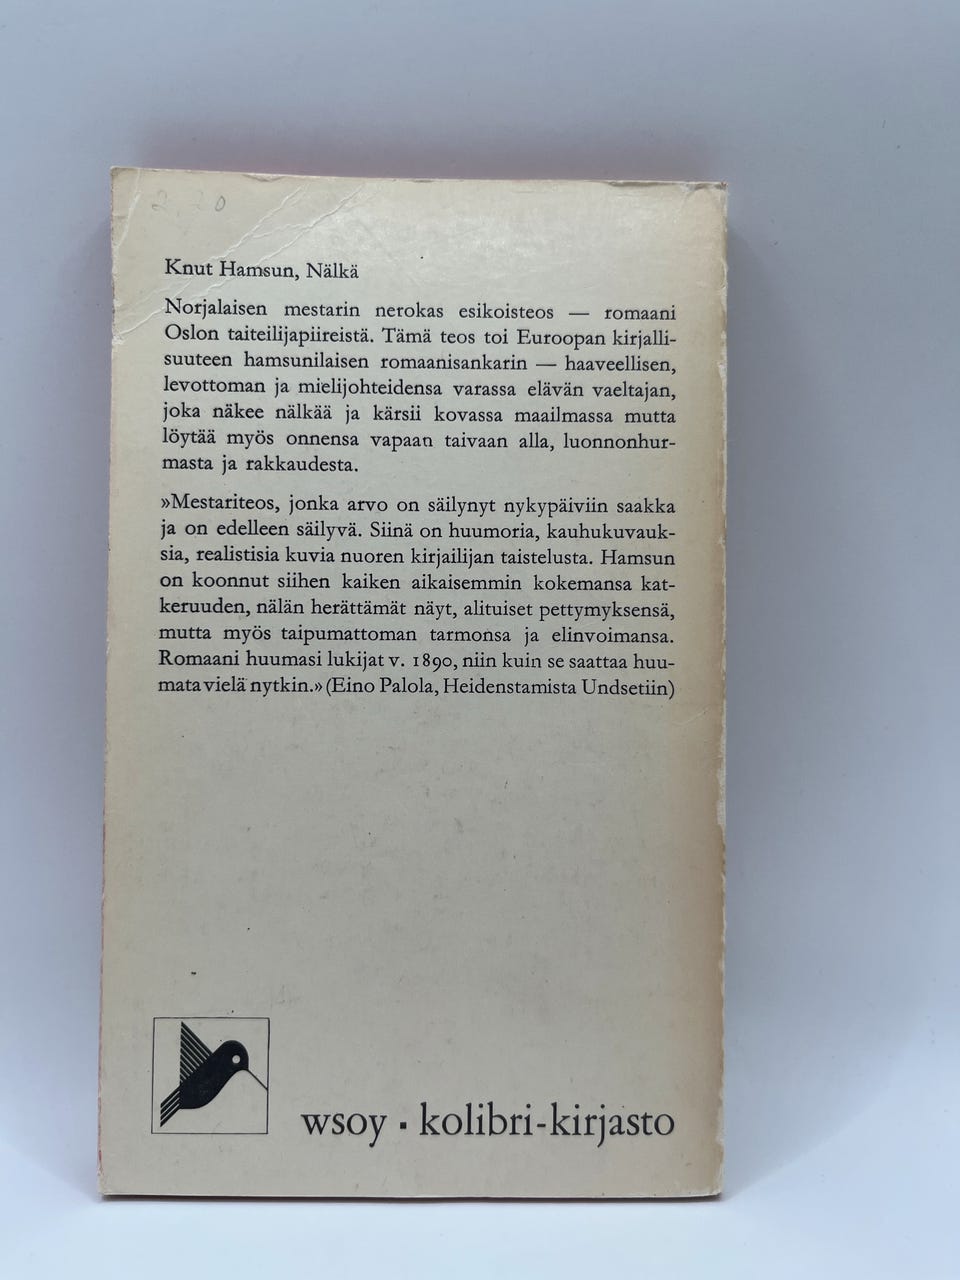 2,20
Knut Hamsun, Nälkä
Norjalaisen mestarin nerokas esikoisteos — romaani
Oslon taiteilijapiireistä. Tämä teos toi Euroopan kirjalli-
suuteen hamsunilaisen romaanisankarin — haaveellisen,
levottoman ja mielijohteidensa varassa elävän vaeltajan,
joka näkee nälkää ja kärsii kovassa maailmassa mutta
löytää myös onnensa vapaan taivaan alla, luonnonhur-
masta ja rakkaudesta.
»Mestariteos, jonka arvo on säilynyt nykypäiviin saakka
ja on edelleen säilyvä. Siinä on huumoria, kauhukuvauk-
sia, realistisia kuvia nuoren kirjailijan taistelusta. Hamsun
on koonnut siihen kaiken aikaisemmin kokemansa kat-
keruuden, nälän herättämät näyt, alituiset pettymyksensä,
mutta myös taipumattoman tarmonsa ja elinvoimansa.
Romaani huumasi lukijat v. 1890, niin kuin se saattaa huu-
mata vielä nytkin.» (Eino Palola, Heidenstamista Undsetiin)
wsoy ▪ kolibri-kirjasto